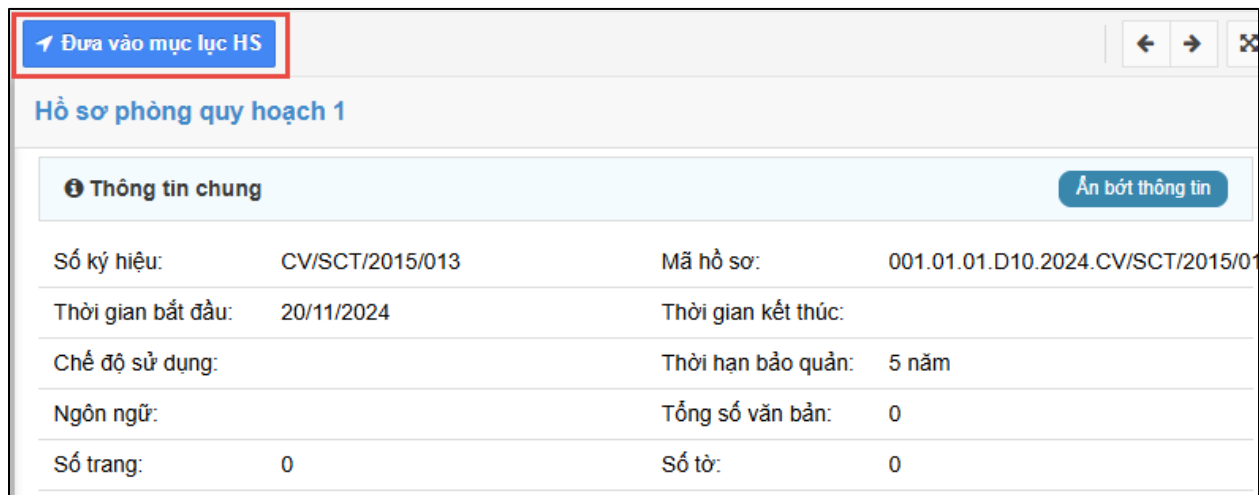 Đưa vào mục lục HS
Hồ sơ phòng quy hoạch 1
Thông tin chung
Ẩn bớt thông tin
Số ký hiệu: CV/SCT/2015/013 Mã hồ sơ: 001.01.01.D10.2024.CV/SCT/2015/01
Thời gian bắt đầu: 20/11/2024 Thời gian kết thúc:
Chế độ sử dụng: Thời hạn bảo quản: 5 năm
Ngôn ngữ: Tổng số văn bản: 0
Số trang: 0 Số tờ: 0